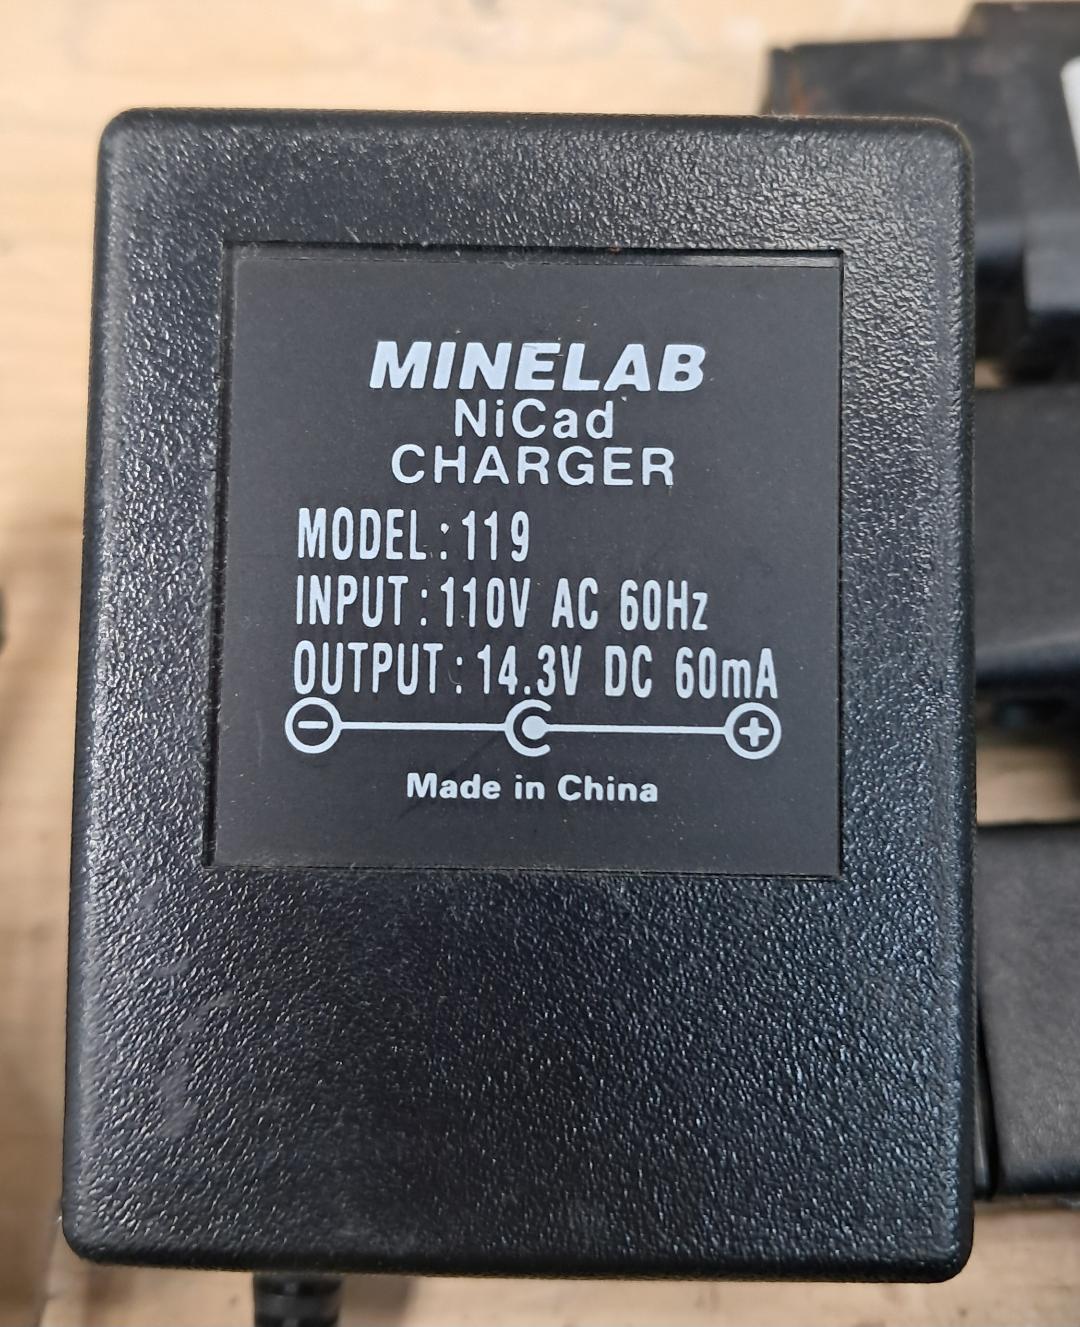 MINELAB
NiCad
CHARGER
MODEL: 119
INPUT: 110V AC 60Hz
OUTPUT: 14.3V DC 60mA
Made in China